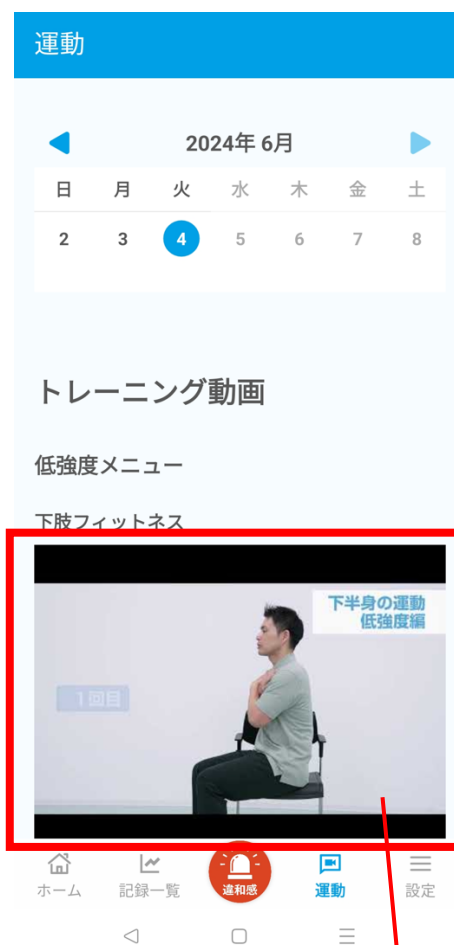 運動
2024年 6月
日 月 火 水 木 金 土
2 3 4 5 6 7 8
トレーニング動画
低強度メニュー
下肢フィットネス
下半身の運動
低強度編
1回目
ホーム 記録一覧 違和感 運動 設定